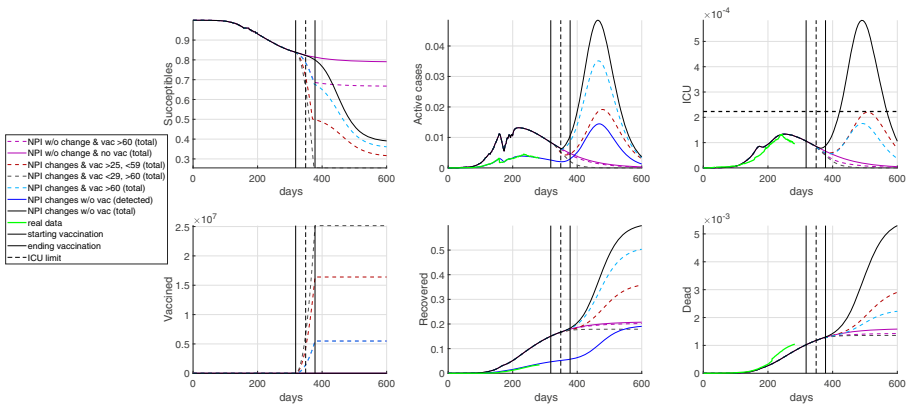 NPI w/o change & vac >60 (total)
NPI w/o change & no vac (total)
NPI changes & vac >25, <59 (total)
NPI changes & vac <29, >60 (total)
NPI changes & vac >60 (total)
NPI changes w/o vac (detected)
NPI changes w/o vac (total)
real data
starting vaccination
ending vaccination
ICU limit
Susceptibles
0.9
0.8
0.7
0.6
0.5
0.4
0.3
0 200 400 600
days
Active cases
0.04
0.03
0.02
0.01
0
0 200 400 600
days
×10⁻⁴
ICU
5
4
3
2
1
0
0 200 400 600
days
×10⁷
Vaccined
2.5
2
1.5
1
0.5
0
0 200 400 600
days
Recovered
0.5
0.4
0.3
0.2
0.1
0
0 200 400 600
days
×10⁻³
Dead
5
4
3
2
1
0
0 200 400 600
days